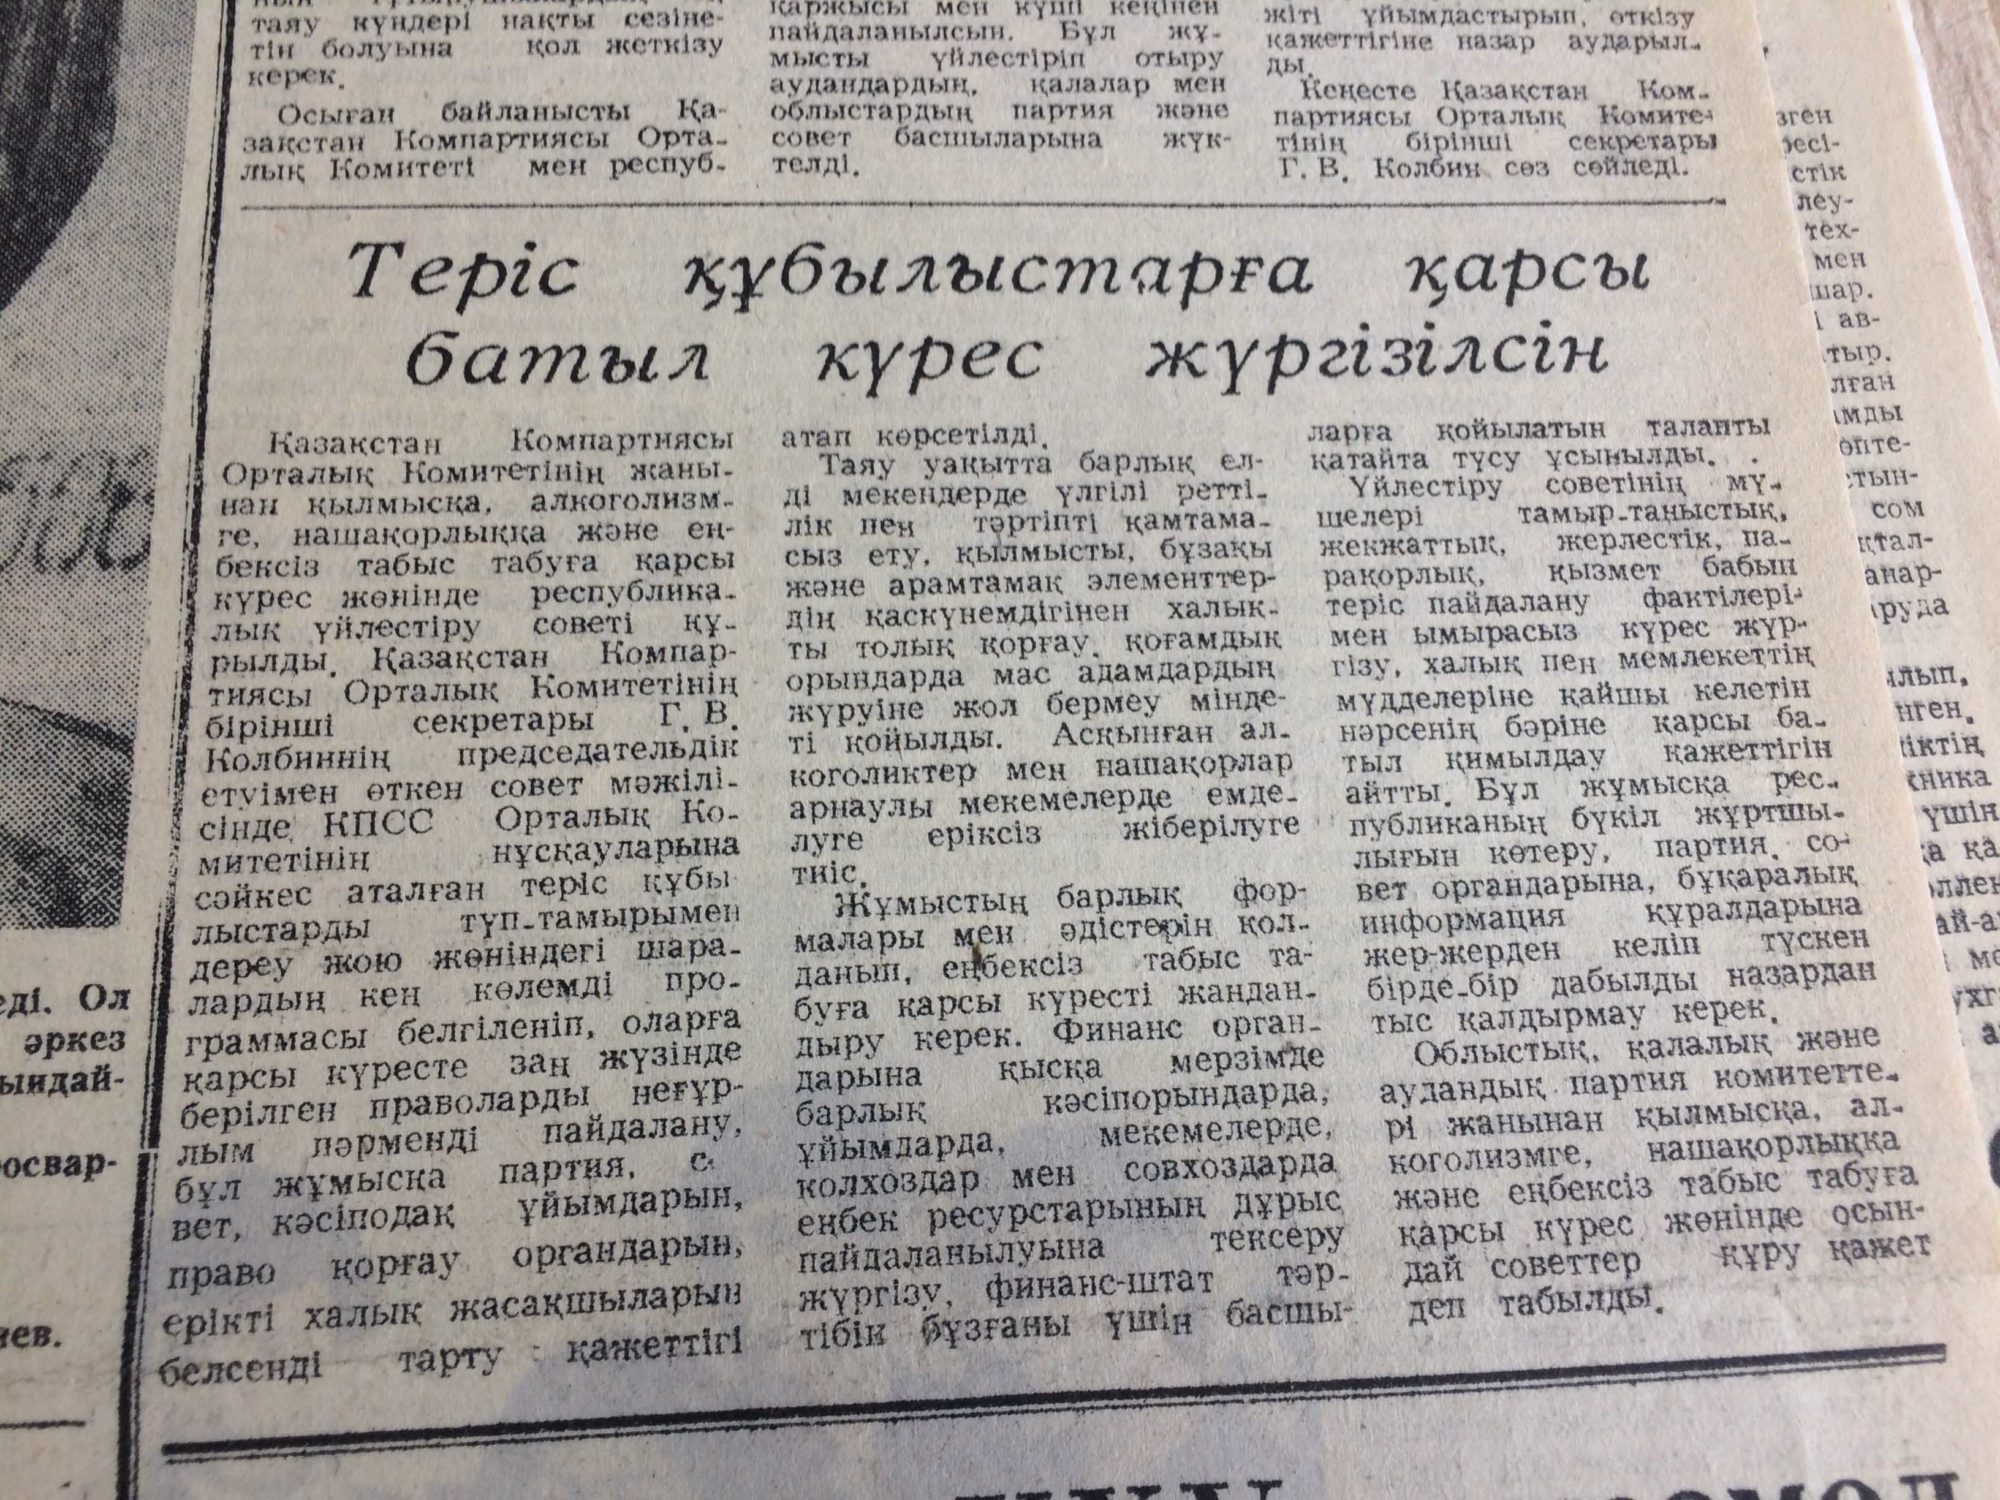 таяу күндері нақты сезіне-
тін болуына қол жеткізу
керек.
Осыған байланысты Қа-
зақстан Компартиясы Орта-
лық Комитеті мен респуб-
қаржысы мен күші кеңінен
пайдаланылсын. Бұл жұ-
мысты үйлестіріп отыру
аудандардың, қалалар мен
облыстардың партия және
совет басшыларына жүк-
телді.
жіті ұйымдастырып, өткізу
қажеттігіне назар аударыл-
ды.
Кеңесте Қазақстан Ком-
партиясы Орталық Комите-
тінің бірінші секретары
Г. В. Колбин сөз сөйледі.
Теріс құбылыстарға қарсы
батыл күрес жүргізілсін
Қазақстан Компартиясы
Орталық Комитетінің жаны-
нан қылмысқа, алкоголизм-
ге, нашақорлыққа және ең-
бексіз табыс табуға қарсы
күрес жөнінде республика-
лық үйлестіру советі құ-
рылды. Қазақстан Компар-
тиясы Орталық Комитетінің
бірінші секретары Г. В.
Колбиннің председательдік
етуімен өткен совет мәжілі-
сінде КПСС Орталық Ко-
митетінің нұсқауларына
сәйкес аталған теріс құбы
лыстарды түп-тамырымен
дереу жою жөніндегі шара-
лардың кең көлемді про-
граммасы белгіленіп, оларға
қарсы күресте заң жүзінде
берілген праволарды неғұр-
лым пәрменді пайдалану,
бұл жұмысқа партия, с
вет, кәсіподақ ұйымдарын,
право қорғау органдарын,
ерікті халық жасақшыларын
белсенді тарту қажеттігі
атап көрсетілді.
Таяу уақытта барлық ел-
ді мекендерде үлгілі ретті-
лік пен тәртіпті қамтама-
сыз ету, қылмысты, бұзақы
және арамтамақ элементтер-
дің қаскүнемдігінен халық-
ты толық қорғау, қоғамдық
орындарда мас адамдардың
жүруіне жол бермеу мінде-
ті қойылды. Асқынған ал-
коголиктер мен нашақорлар
арнаулы мекемелерде емде-
луге еріксіз жіберілуге
тиіс.
Жұмыстың барлық фор-
малары мен әдістерін қол-
данып, еңбексіз табыс та-
буға қарсы күресті жандан-
дыру керек. Финанс орган-
дарына қысқа мерзімде
барлық кәсіпорындарда,
ұйымдарда, мекемелерде,
колхоздар мен совхоздарда
еңбек ресурстарының дұрыс
пайдаланылуына тексеру
жүргізу, финанс-штат тәр-
тібін бұзғаны үшін басшы-
ларға қойылатын талапты
қатайта түсу ұсынылды.
Үйлестіру советінің мү-
шелері тамыр-таныстық,
жекжаттық, жерлестік, па-
рақорлық, қызмет бабын
теріс пайдалану фактілері-
мен ымырасыз күрес жүр-
гізу, халық пен мемлекеттің
мүдделеріне қайшы келетін
нәрсенің бәріне қарсы ба-
тыл қимылдау қажеттігін
айтты. Бұл жұмысқа рес-
публиканың бүкіл жұртшы-
лығын көтеру, партия, со-
вет органдарына, бұқаралық
информация құралдарына
жер-жерден келіп түскен
бірде-бір дабылды назардан
тыс қалдырмау керек.
Облыстық, қалалық және
аудандық партия комитетте-
рі жанынан қылмысқа, ал-
коголизмге, нашақорлыққа
және еңбексіз табыс табуға
қарсы күрес жөнінде осын-
дай советтер құру қажет
деп табылды.